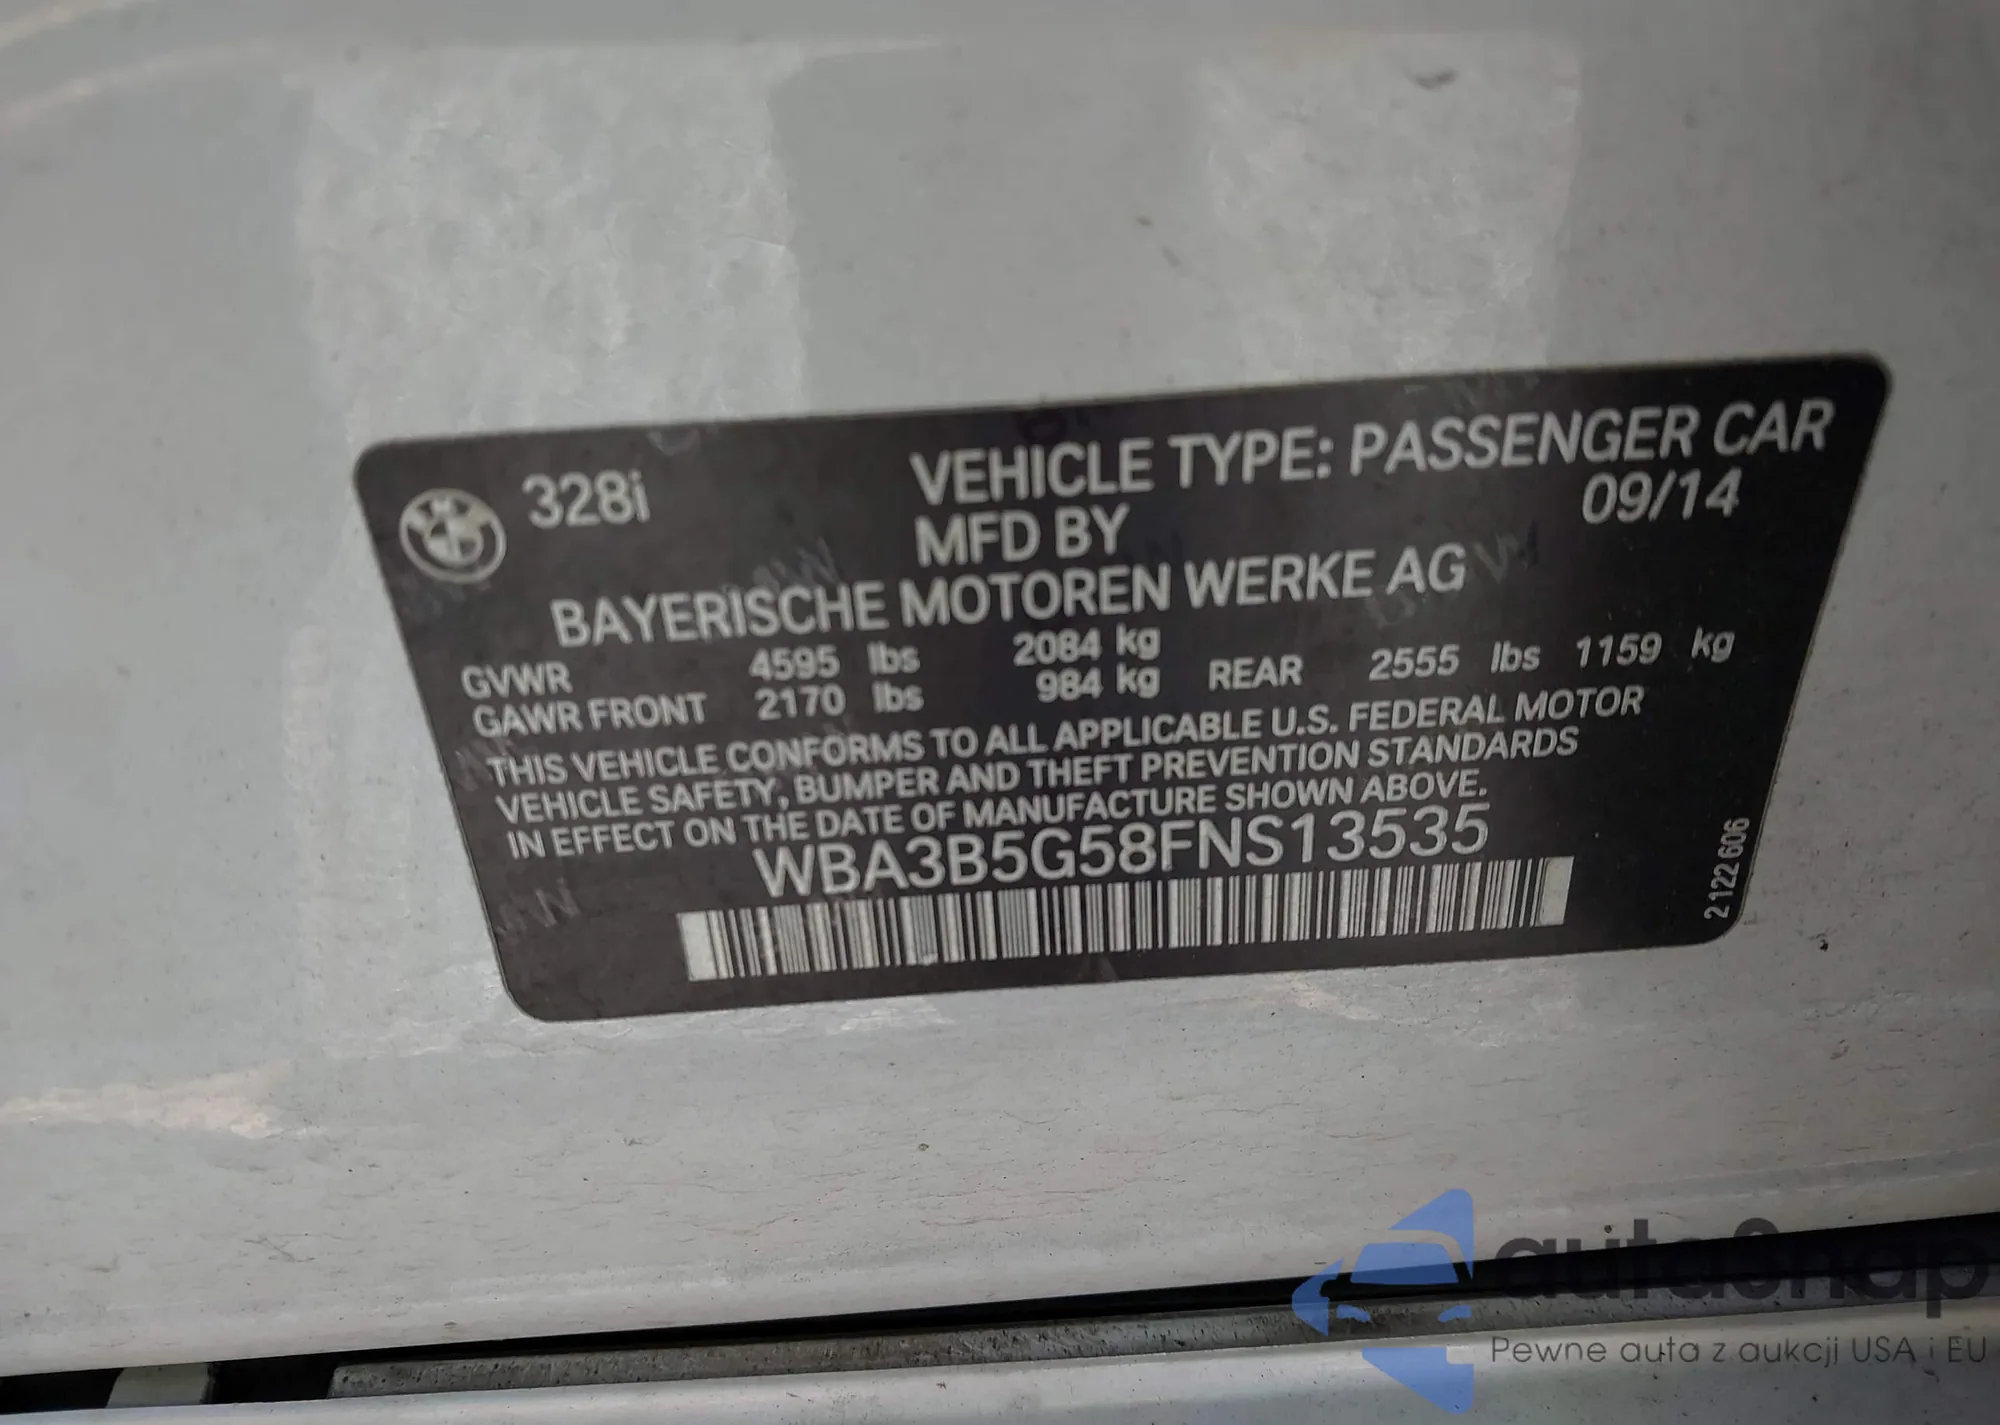 328i
VEHICLE TYPE: PASSENGER CAR
MFD BY 09/14
BAYERISCHE MOTOREN WERKE AG
GVWR 4595 lbs 2084 kg
GAWR FRONT 2170 lbs 984 kg REAR 2555 lbs 1159 kg
THIS VEHICLE CONFORMS TO ALL APPLICABLE U.S. FEDERAL MOTOR
VEHICLE SAFETY, BUMPER AND THEFT PREVENTION STANDARDS
IN EFFECT ON THE DATE OF MANUFACTURE SHOWN ABOVE.
WBA3B5G58FNS13535
2 122 606
autoSnap
Pewne auta z aukcji USA i EU